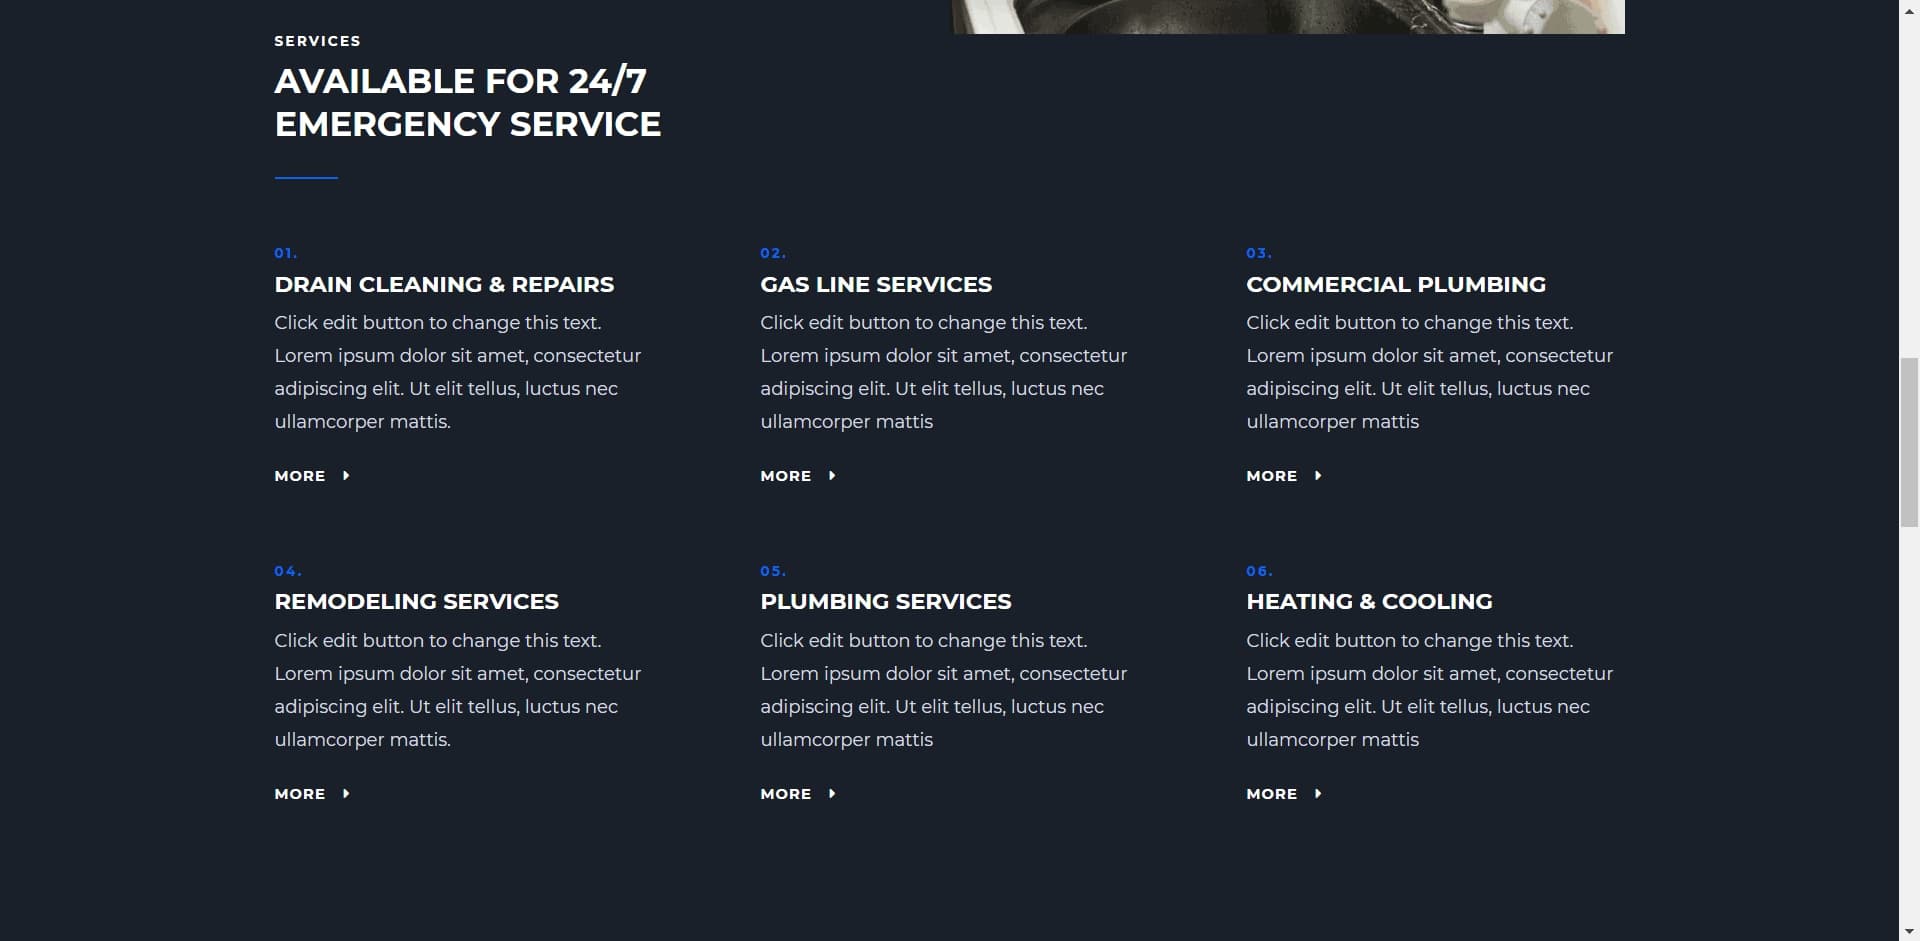 SERVICES
AVAILABLE FOR 24/7
EMERGENCY SERVICE
01.
DRAIN CLEANING & REPAIRS
Click edit button to change this text.
Lorem ipsum dolor sit amet, consectetur
adipiscing elit. Ut elit tellus, luctus nec
ullamcorper mattis.
MORE
02.
GAS LINE SERVICES
Click edit button to change this text.
Lorem ipsum dolor sit amet, consectetur
adipiscing elit. Ut elit tellus, luctus nec
ullamcorper mattis
MORE
03.
COMMERCIAL PLUMBING
Click edit button to change this text.
Lorem ipsum dolor sit amet, consectetur
adipiscing elit. Ut elit tellus, luctus nec
ullamcorper mattis
MORE
04.
REMODELING SERVICES
Click edit button to change this text.
Lorem ipsum dolor sit amet, consectetur
adipiscing elit. Ut elit tellus, luctus nec
ullamcorper mattis.
MORE
05.
PLUMBING SERVICES
Click edit button to change this text.
Lorem ipsum dolor sit amet, consectetur
adipiscing elit. Ut elit tellus, luctus nec
ullamcorper mattis
MORE
06.
HEATING & COOLING
Click edit button to change this text.
Lorem ipsum dolor sit amet, consectetur
adipiscing elit. Ut elit tellus, luctus nec
ullamcorper mattis
MORE